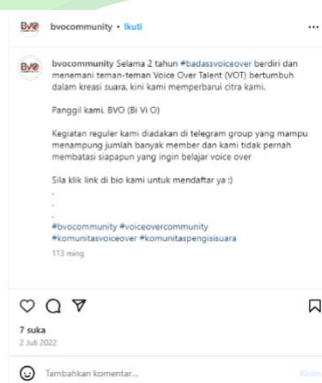 BVO bvocommunity • Ikuti
BVO bvocommunity Selama 2 tahun #badassvoiceover berdiri dan
menemani teman-teman Voice Over Talent (VOT) bertumbuh
dalam kreasi suara, kini kami memperbarui citra kami.
Panggil kami, BVO (Bi Vi O)
Kegiatan reguler kami diadakan di telegram group yang mampu
menampung jumlah banyak member dan kami tidak pernah
membatasi siapapun yang ingin belajar voice over
Sila klik link di bio kami untuk mendaftar ya :)
.
.
.
#bvocommunity #voiceovercommunity
#komunitasvoiceover #komunitaspengisisuara
113 ming
7 suka
2 Juli 2022
Tambahkan komentar... Kirim